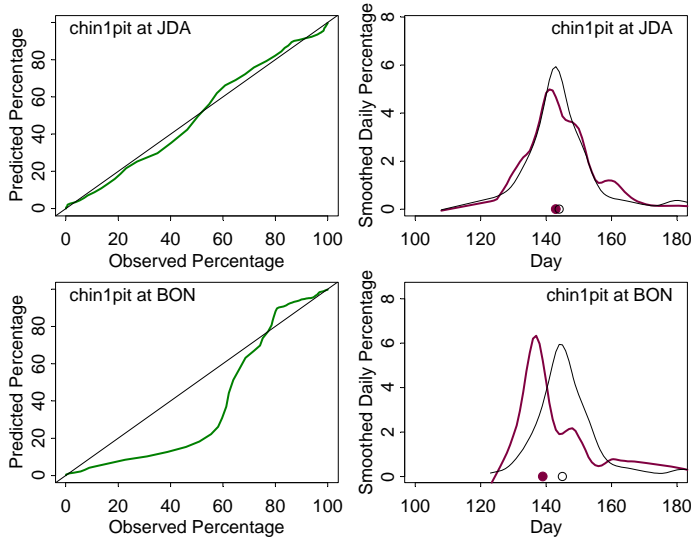 chin1pit at JDA
Predicted Percentage
0 20 40 60 80
0 20 40 60 80 100
Observed Percentage
chin1pit at JDA
Smoothed Daily Percentage
0 2 4 6 8
100 120 140 160 180
Day
chin1pit at BON
Predicted Percentage
0 20 40 60 80
0 20 40 60 80 100
Observed Percentage
chin1pit at BON
Smoothed Daily Percentage
0 2 4 6 8
100 120 140 160 180
Day